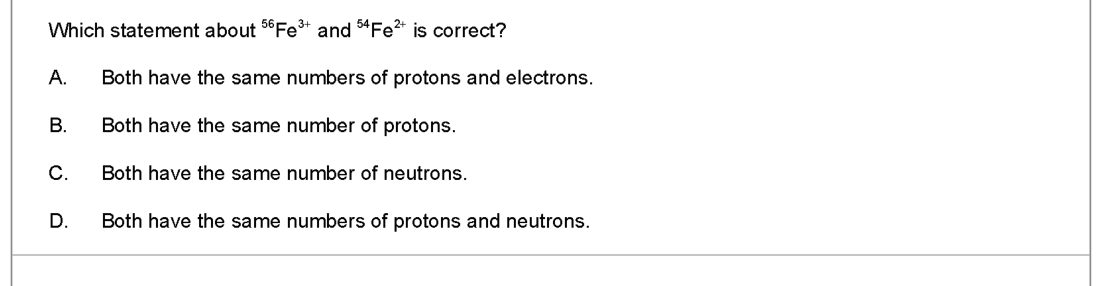 Which statement about ⁵⁶Fe³⁺ and ⁵⁴Fe²⁺ is correct?
A. Both have the same numbers of protons and electrons.
B. Both have the same number of protons.
C. Both have the same number of neutrons.
D. Both have the same numbers of protons and neutrons.